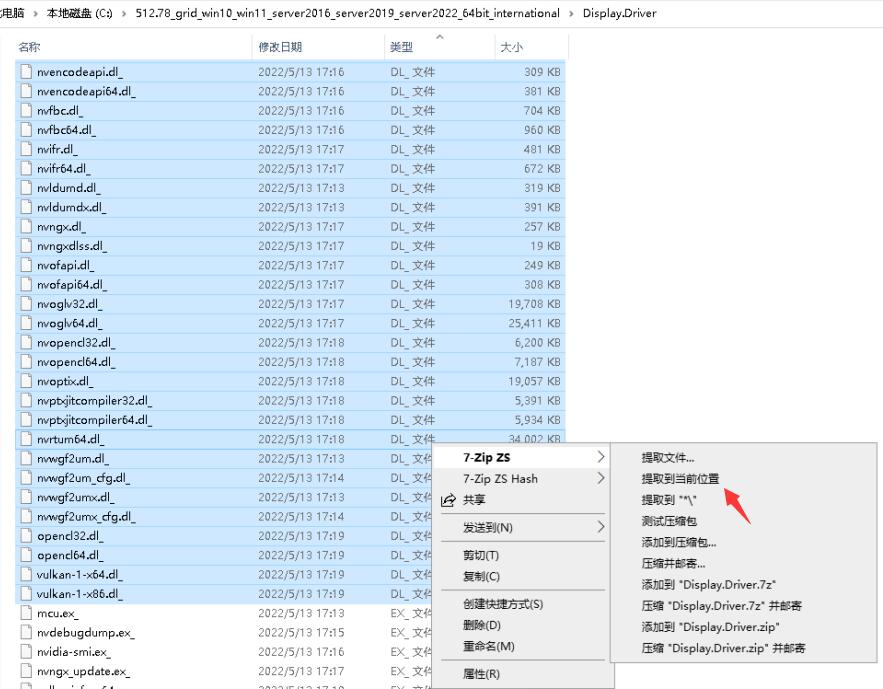 电脑 > 本地磁盘 (C:) > 512.78_grid_win10_win11_server2016_server2019_server2022_64bit_international > Display.Driver
名称 修改日期 类型 大小
nvencodeapi.dl_ 2022/5/13 17:16 DL_ 文件 309 KB
nvencodeapi64.dl_ 2022/5/13 17:16 DL_ 文件 381 KB
nvfbc.dl_ 2022/5/13 17:16 DL_ 文件 704 KB
nvfbc64.dl_ 2022/5/13 17:16 DL_ 文件 960 KB
nvifr.dl_ 2022/5/13 17:17 DL_ 文件 481 KB
nvifr64.dl_ 2022/5/13 17:17 DL_ 文件 672 KB
nvldumd.dl_ 2022/5/13 17:13 DL_ 文件 319 KB
nvldumdx.dl_ 2022/5/13 17:13 DL_ 文件 391 KB
nvngx.dl_ 2022/5/13 17:17 DL_ 文件 257 KB
nvngxdlss.dl_ 2022/5/13 17:17 DL_ 文件 19 KB
nvofapi.dl_ 2022/5/13 17:17 DL_ 文件 249 KB
nvofapi64.dl_ 2022/5/13 17:17 DL_ 文件 308 KB
nvoglv32.dl_ 2022/5/13 17:17 DL_ 文件 19,708 KB
nvoglv64.dl_ 2022/5/13 17:17 DL_ 文件 25,411 KB
nvopencl32.dl_ 2022/5/13 17:18 DL_ 文件 6,200 KB
nvopencl64.dl_ 2022/5/13 17:18 DL_ 文件 7,187 KB
nvoptix.dl_ 2022/5/13 17:18 DL_ 文件 19,057 KB
nvptxjitcompiler32.dl_ 2022/5/13 17:18 DL_ 文件 5,391 KB
nvptxjitcompiler64.dl_ 2022/5/13 17:18 DL_ 文件 5,934 KB
nvrtum64.dl_ 2022/5/13 17:18 DL_ 文件 34,002 KB
nvwgf2um.dl_ 2022/5/13 17:13 DL_ 文件
nvwgf2um_cfg.dl_ 2022/5/13 17:14 DL_ 文件
nvwgf2umx.dl_ 2022/5/13 17:13 DL_ 文件
nvwgf2umx_cfg.dl_ 2022/5/13 17:14 DL_ 文件
opencl32.dl_ 2022/5/13 17:19 DL_ 文件
opencl64.dl_ 2022/5/13 17:19 DL_ 文件
vulkan-1-x64.dl_ 2022/5/13 17:19 DL_ 文件
vulkan-1-x86.dl_ 2022/5/13 17:19 DL_ 文件
mcu.ex_ 2022/5/13 17:13 EX_ 文件
nvdebugdump.ex_ 2022/5/13 17:15 EX_ 文件
nvidia-smi.ex_ 2022/5/13 17:16 EX_ 文件
nvngx_update.ex_ 2022/5/13 17:17 EX_ 文件
7-Zip ZS
7-Zip ZS Hash
共享
发送到(N)
剪切(T)
复制(C)
创建快捷方式(S)
删除(D)
重命名(M)
属性(R)
提取文件...
提取到当前位置
提取到 "*\"
测试压缩包
添加到压缩包...
压缩并邮寄...
添加到 "Display.Driver.7z"
压缩 "Display.Driver.7z" 并邮寄
添加到 "Display.Driver.zip"
压缩 "Display.Driver.zip" 并邮寄